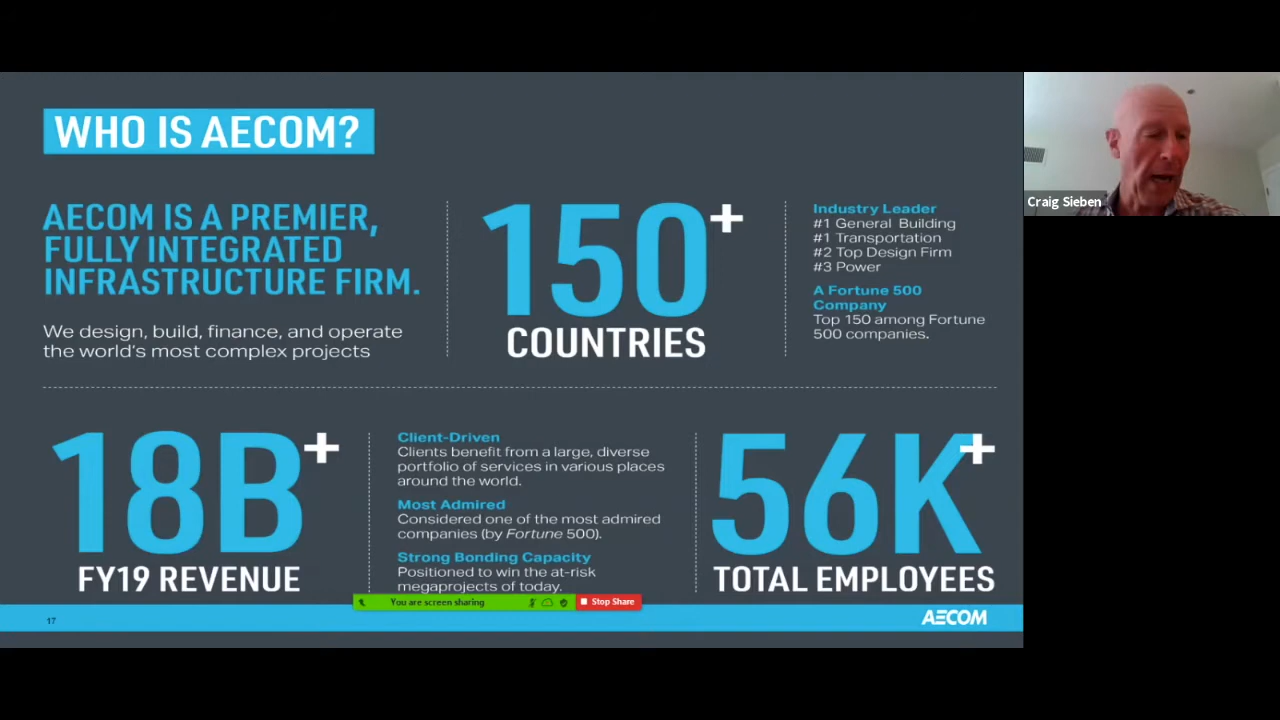 WHO IS AECOM?
AECOM IS A PREMIER,
FULLY INTEGRATED
INFRASTRUCTURE FIRM.
We design, build, finance, and operate
the world's most complex projects
150+
COUNTRIES
Industry Leader
#1 General Building
#1 Transportation
#2 Top Design Firm
#3 Power
A Fortune 500
Company
Top 150 among Fortune
500 companies.
18B+
FY19 REVENUE
Client-Driven
Clients benefit from a large, diverse
portfolio of services in various places
around the world.
Most Admired
Considered one of the most admired
companies (by Fortune 500).
Strong Bonding Capacity
Positioned to win the at-risk
megaprojects of today.
56K+
TOTAL EMPLOYEES
You are screen sharing
Stop Share
17
AECOM
Craig Sieben